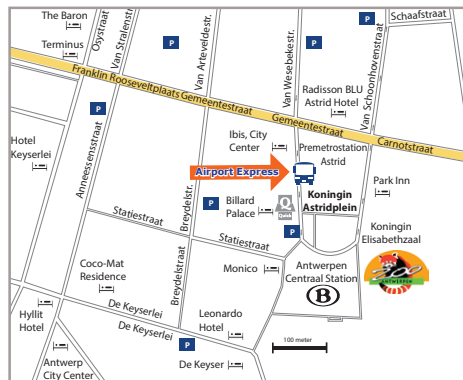 The Baron
Terminus
Osystraat
Van Stralenstr.
P
Van Arteveldestr.
P
Van Wesebekestr.
P
Van Schoonhovenstraat
Schaafstraat
Franklin Rooseveltplaats
Gemeentestraat
Gemeentestraat
Carnotstraat
Radisson BLU
Astrid Hotel
P
Hotel
Keyserlei
Anneessensstraat
Ibis, City
Center
Premetrostation
Astrid
Airport Express
Park Inn
Breydelstr.
P
Billard
Palace
Q
Koningin
Astridplein
Statiestraat
Statiestraat
P
Koningin
Elisabethzaal
Coco-Mat
Residence
Breydelstraat
Monico
Antwerpen
Centraal Station
B
ZOO
ANTWERPEN
Hyllit
Hotel
De Keyserlei
De Keyserlei
Leonardo
Hotel
P
100 meter
Antwerp
City Center
De Keyser